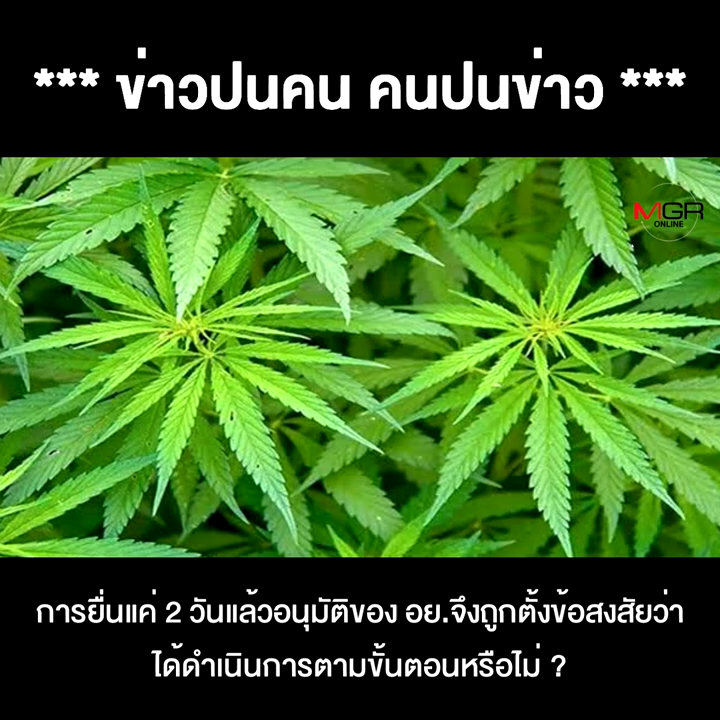 *** ข่าวปนคน คนปนข่าว ***
MGR
ONLINE
การยื่นแค่ 2 วันแล้วอนุมัติของ อย.จึงถูกตั้งข้อสงสัยว่า
ได้ดำเนินการตามขั้นตอนหรือไม่ ?